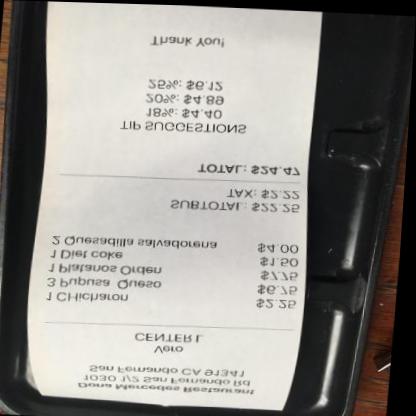 Dona Mercedes Restaurant
1030 1/2 San Fernando Rd
San Fernando CA 91341
Vero
CENTER L
1 CHicharon $2.25
3 Pupusa Queso $6.75
1 Platanos Orden $7.75
1 Diet coke $1.50
2 Quesadilla salvadorena $4.00
SUBTOTAL: $22.25
TAX: $2.22
TOTAL: $24.47
TIP SUGGESTIONS
18%: $4.40
20%: $4.89
25%: $6.12
Thank You!